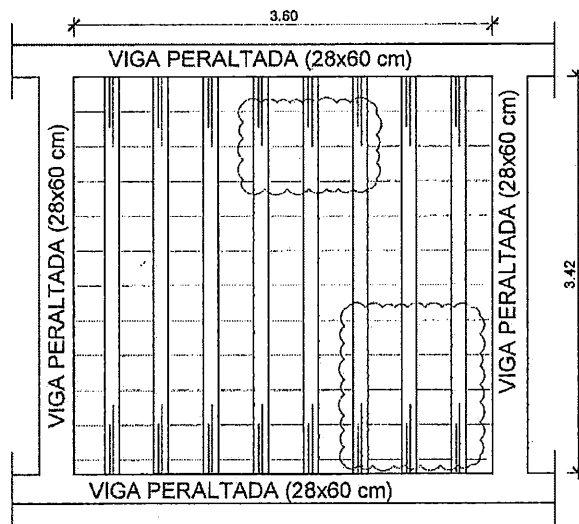 3.60
VIGA PERALTADA (28x60 cm)
VIGA PERALTADA (28x60 cm)
VIGA PERALTADA (28x60 cm)
3.42
VIGA PERALTADA (28x60 cm)